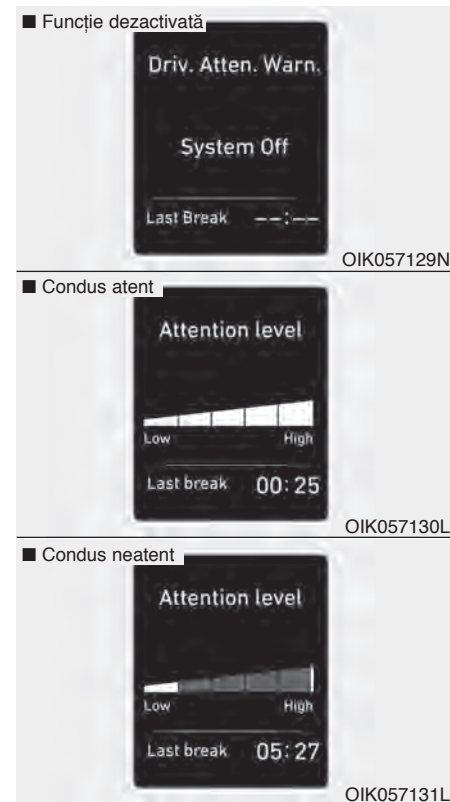 ■ Funcție dezactivată
Driv. Atten. Warn.
System Off
Last Break --:--
OIK057129N
■ Condus atent
Attention level
Low High
Last break 00:25
OIK057130L
■ Condus neatent
Attention level
Low High
Last break 05:27
OIK057131L